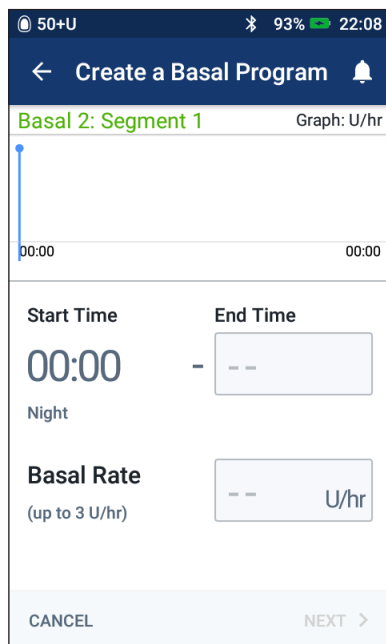 50+U 93% 22:08
Create a Basal Program
Basal 2: Segment 1 Graph: U/hr
00:00 00:00
Start Time End Time
00:00 - --
Night
Basal Rate -- U/hr
(up to 3 U/hr)
CANCEL NEXT